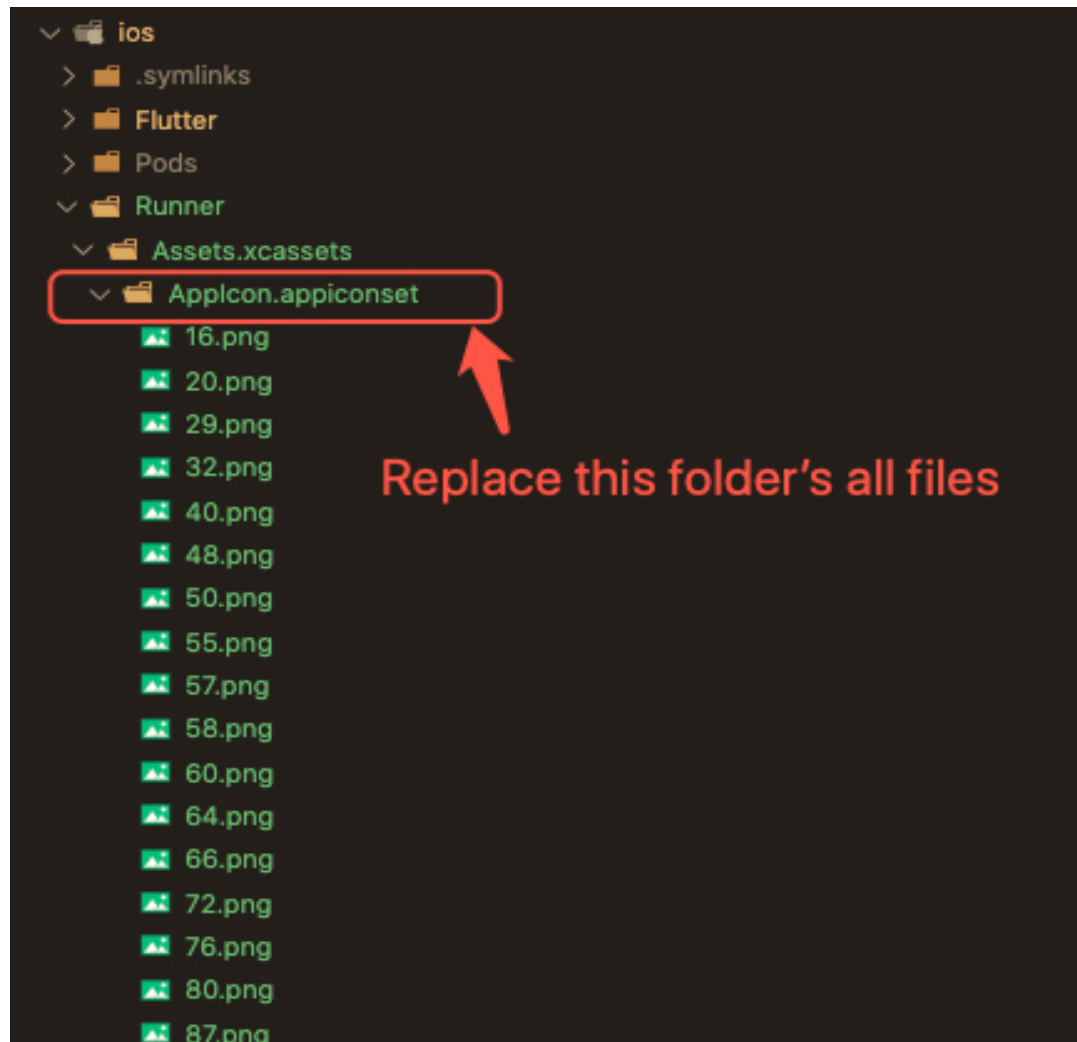 ios
.symlinks
Flutter
Pods
Runner
Assets.xcassets
AppIcon.appiconset
16.png
20.png
29.png
32.png
Replace this folder's all files
40.png
48.png
50.png
55.png
57.png
58.png
60.png
64.png
66.png
72.png
76.png
80.png
87.png